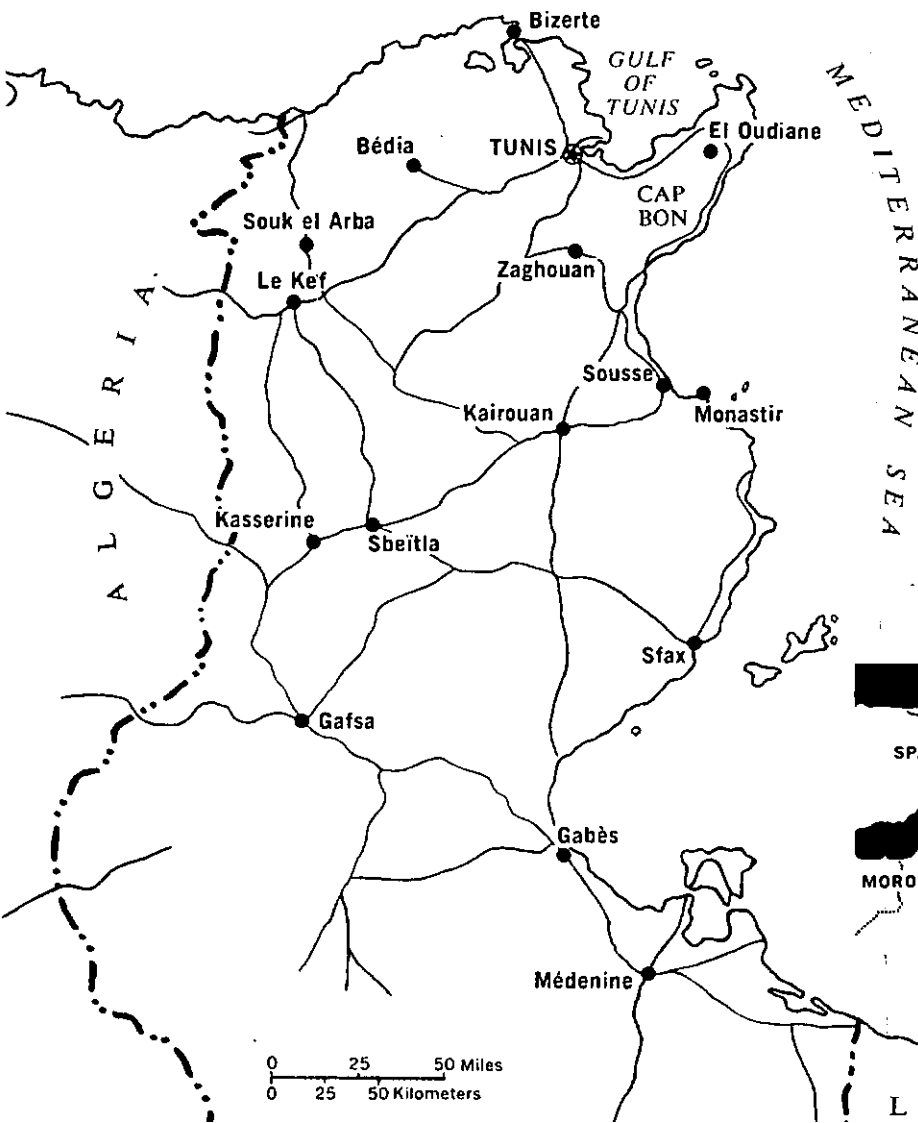 Bizerte
GULF
OF
TUNIS
MEDITERRANEAN SEA
El Oudiane
Bédia
TUNIS
CAP
BON
Souk el Arba
Zaghouan
Le Kef
ALGERIA
Sousse
Monastir
Kairouan
Kasserine
Sbeïtla
Sfax
Gafsa
SPA
Gabès
MORO
Médenine
0 25 50 Miles
0 25 50 Kilometers
L